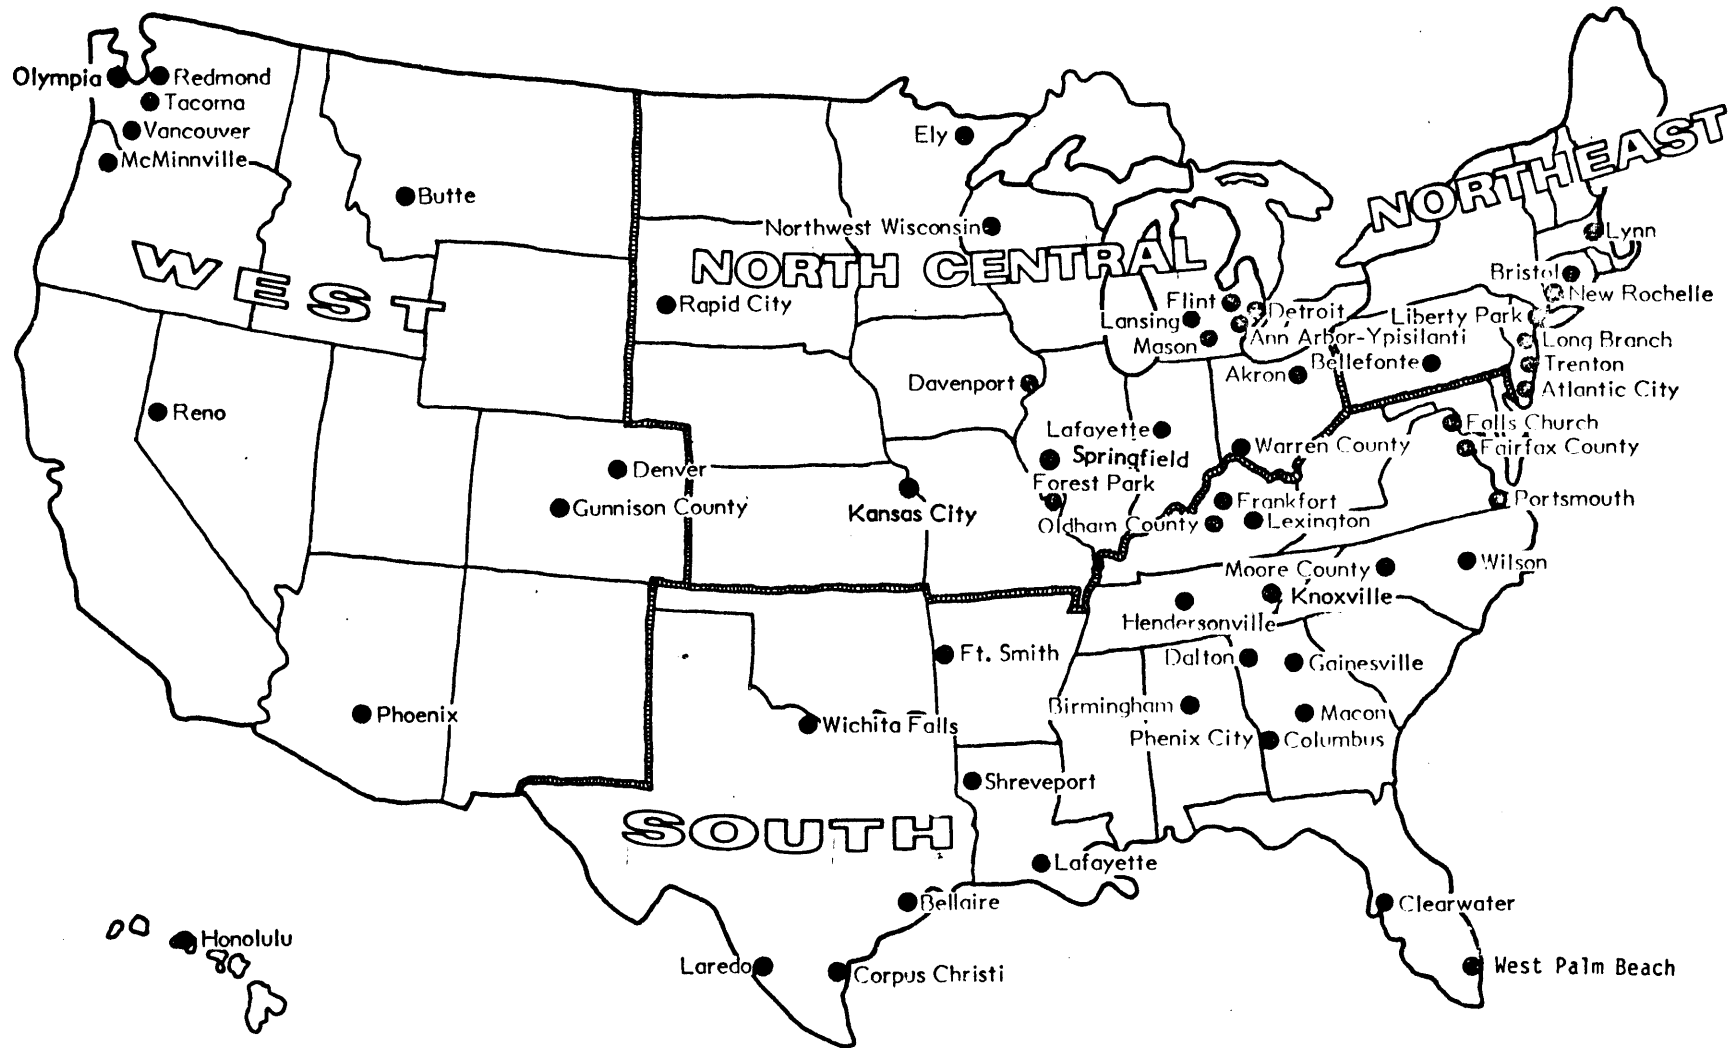 Olympia
Redmond
Tacoma
Vancouver
McMinnville
Butte
Ely
NORTHEAST
Northwest Wisconsin
Lynn
WEST
NORTH CENTRAL
Bristol
New Rochelle
Rapid City
Flint
Detroit
Liberty Park
Lansing
Ann Arbor-Ypisilanti
Long Branch
Mason
Bellefonte
Trenton
Akron
Davenport
Atlantic City
Reno
Falls Church
Lafayette
Warren County
Fairfax County
Springfield
Denver
Forest Park
Gunnison County
Kansas City
Frankfort
Portsmouth
Oldham County
Lexington
Moore County
Wilson
Knoxville
Hendersonville
Ft. Smith
Dalton
Gainesville
Phoenix
Birmingham
Macon
Wichita Falls
Phenix City
Columbus
Shreveport
SOUTH
Lafayette
Bellaire
Clearwater
Honolulu
Laredo
Corpus Christi
West Palm Beach